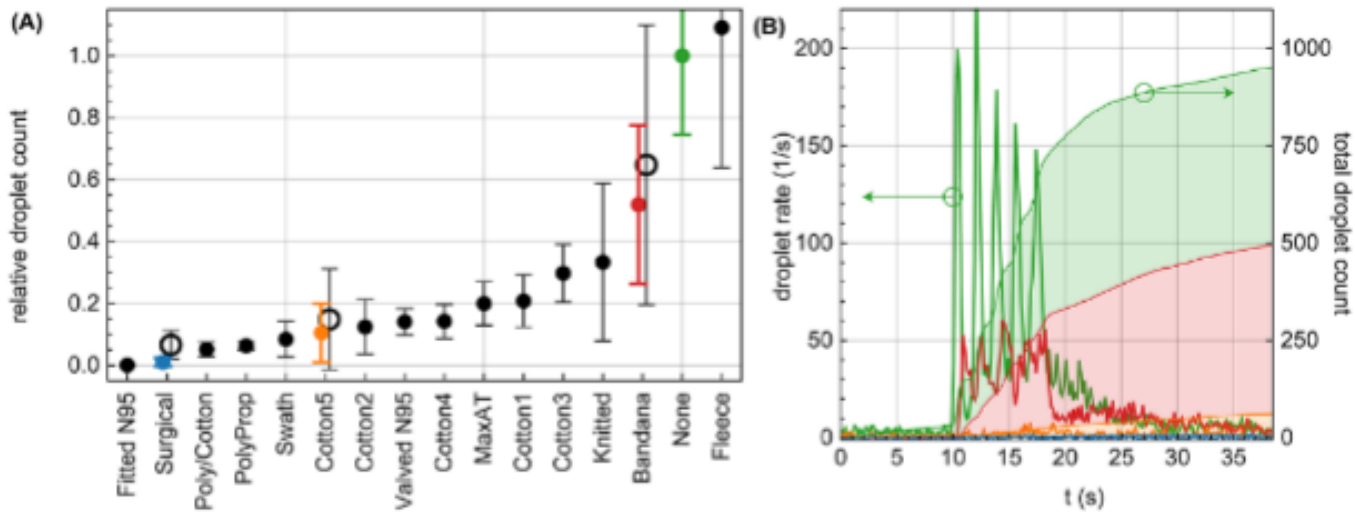 (A)
relative droplet count
1.0
0.8
0.6
0.4
0.2
0.0
Fitted N95
Surgical
Poly/Cotton
PolyProp
Swath
Cotton5
Cotton2
Valved N95
Cotton4
MaxAT
Cotton1
Cotton3
Knitted
Bandana
None
Fleece
(B)
droplet rate (1/s)
200
150
100
50
0
0
5
10
15
20
25
30
35
t (s)
1000
750
500
250
0
total droplet count